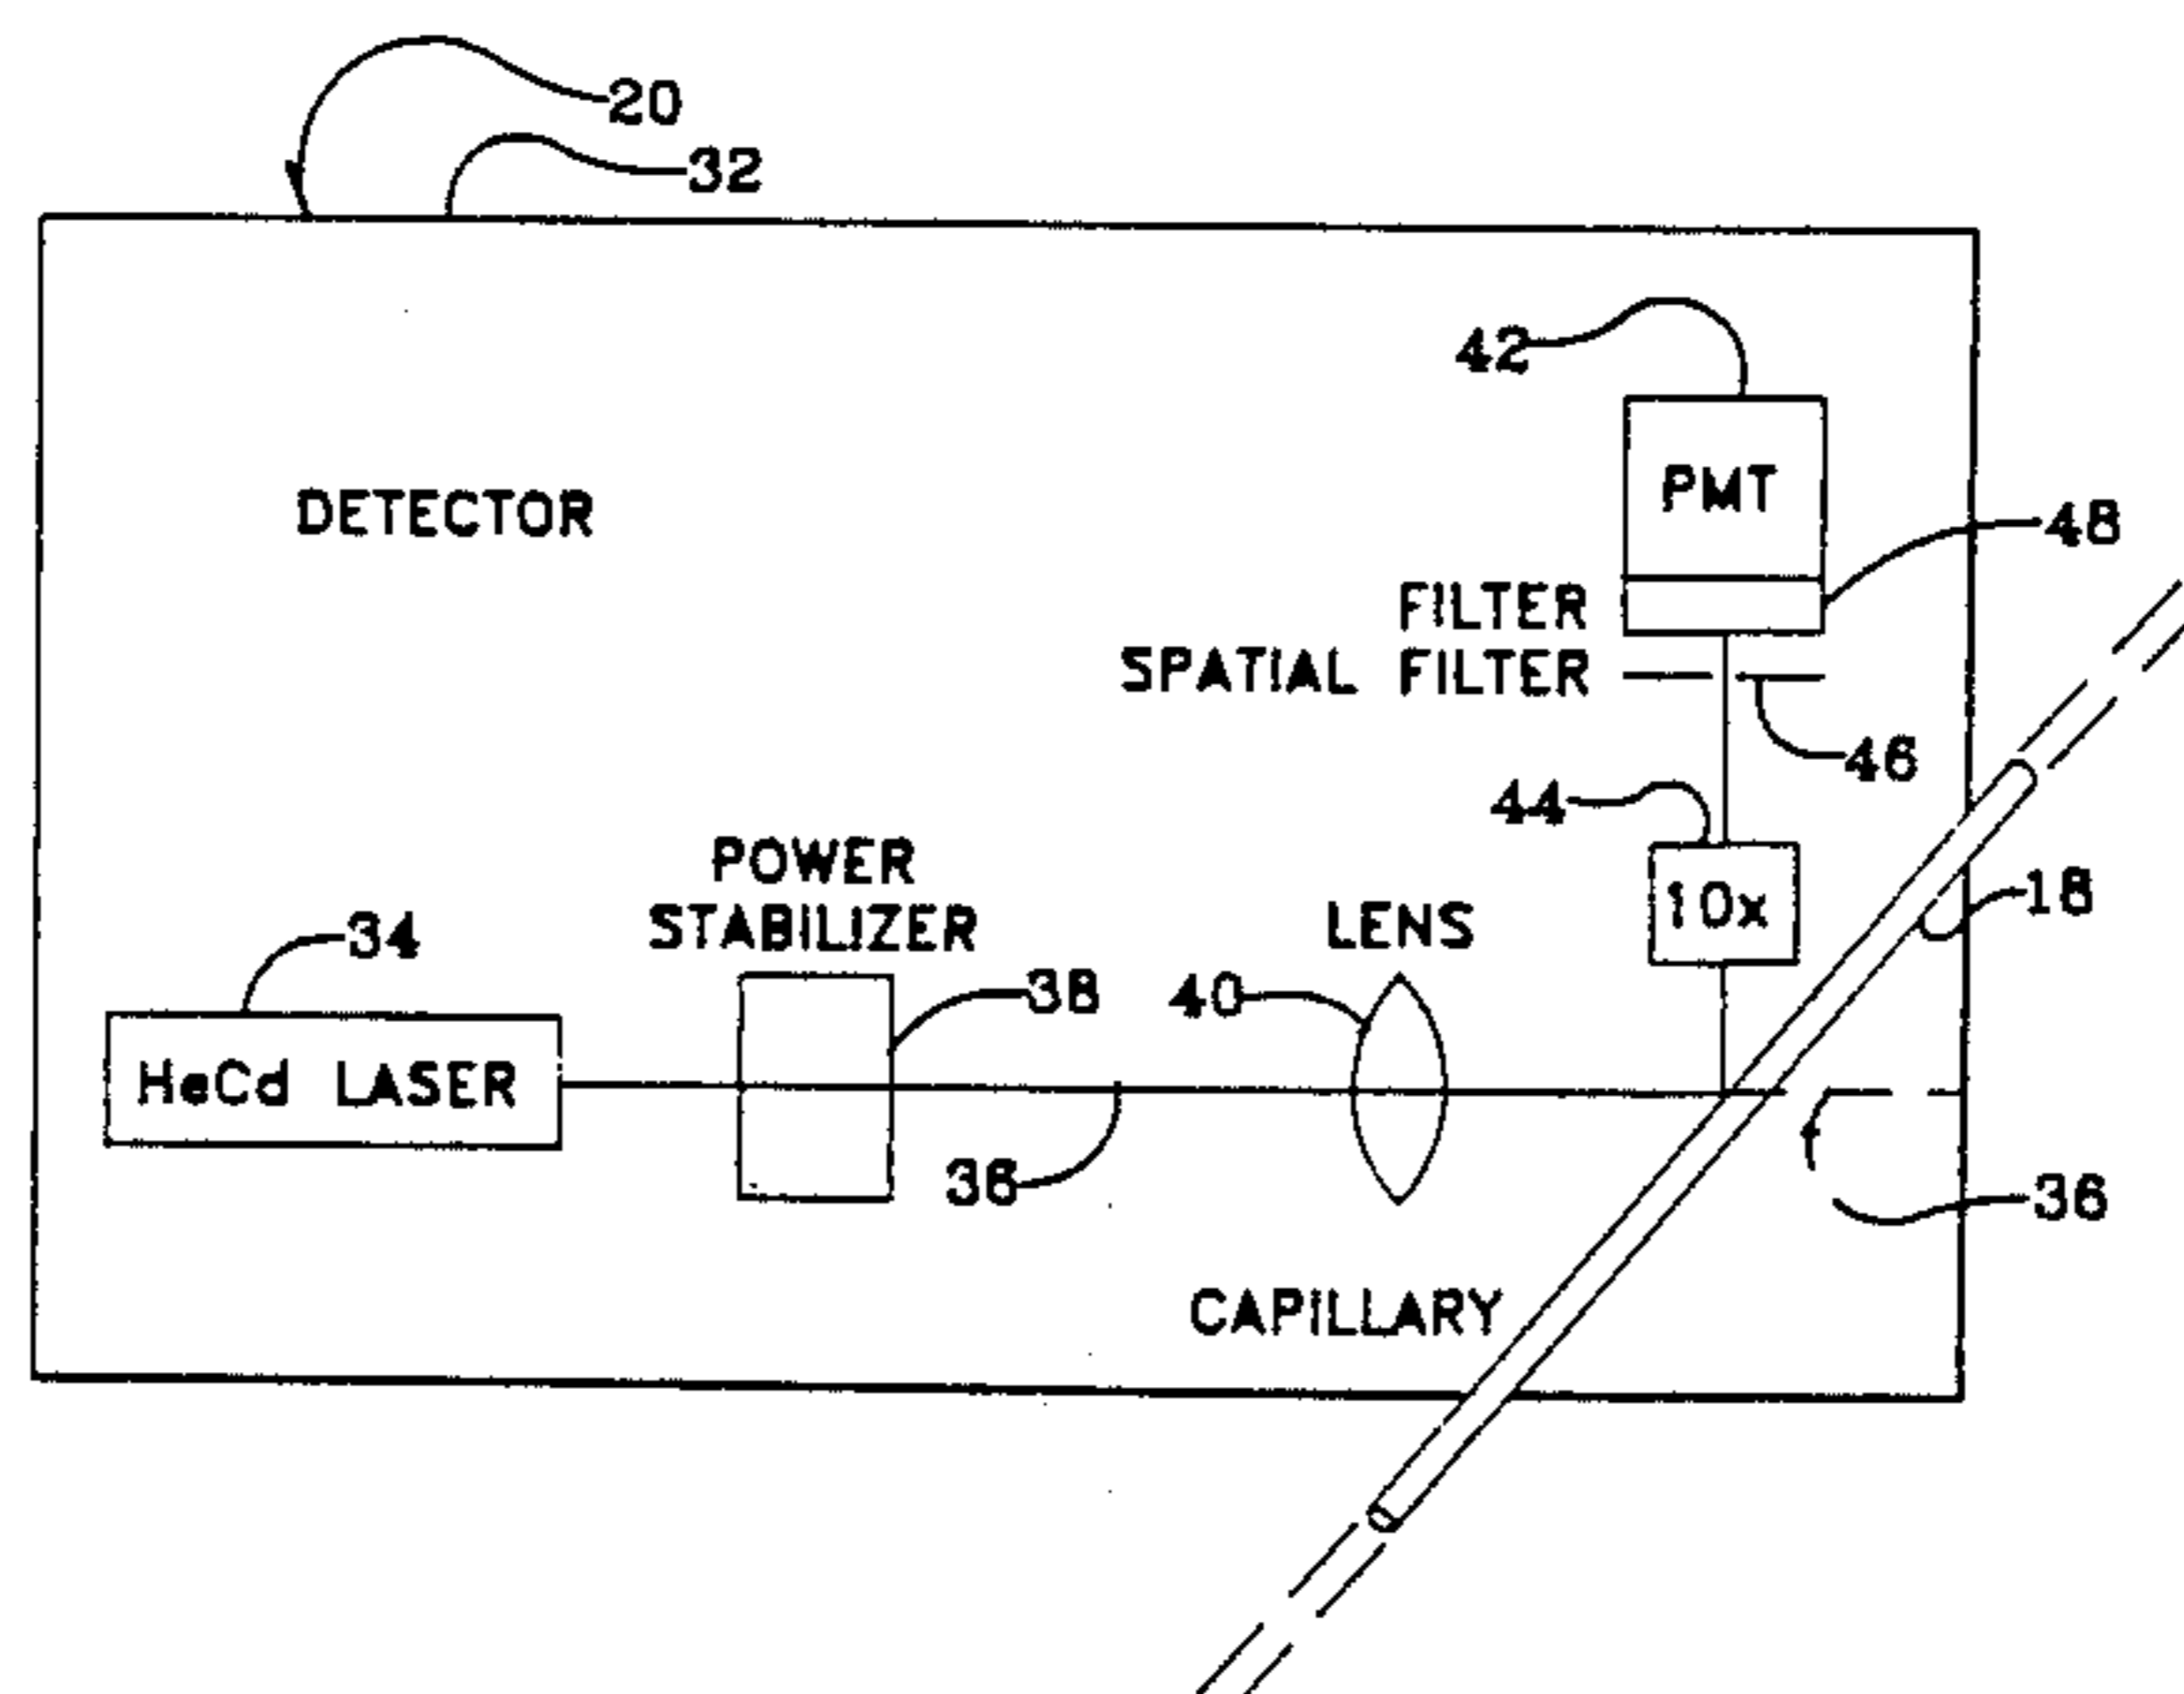 20
32
42
PMT
DETECTOR
48
FILTER
SPATIAL FILTER
46
44
POWER
STABILIZER
LENS
10x
18
34
38
40
HeCd LASER
36
36
CAPILLARY